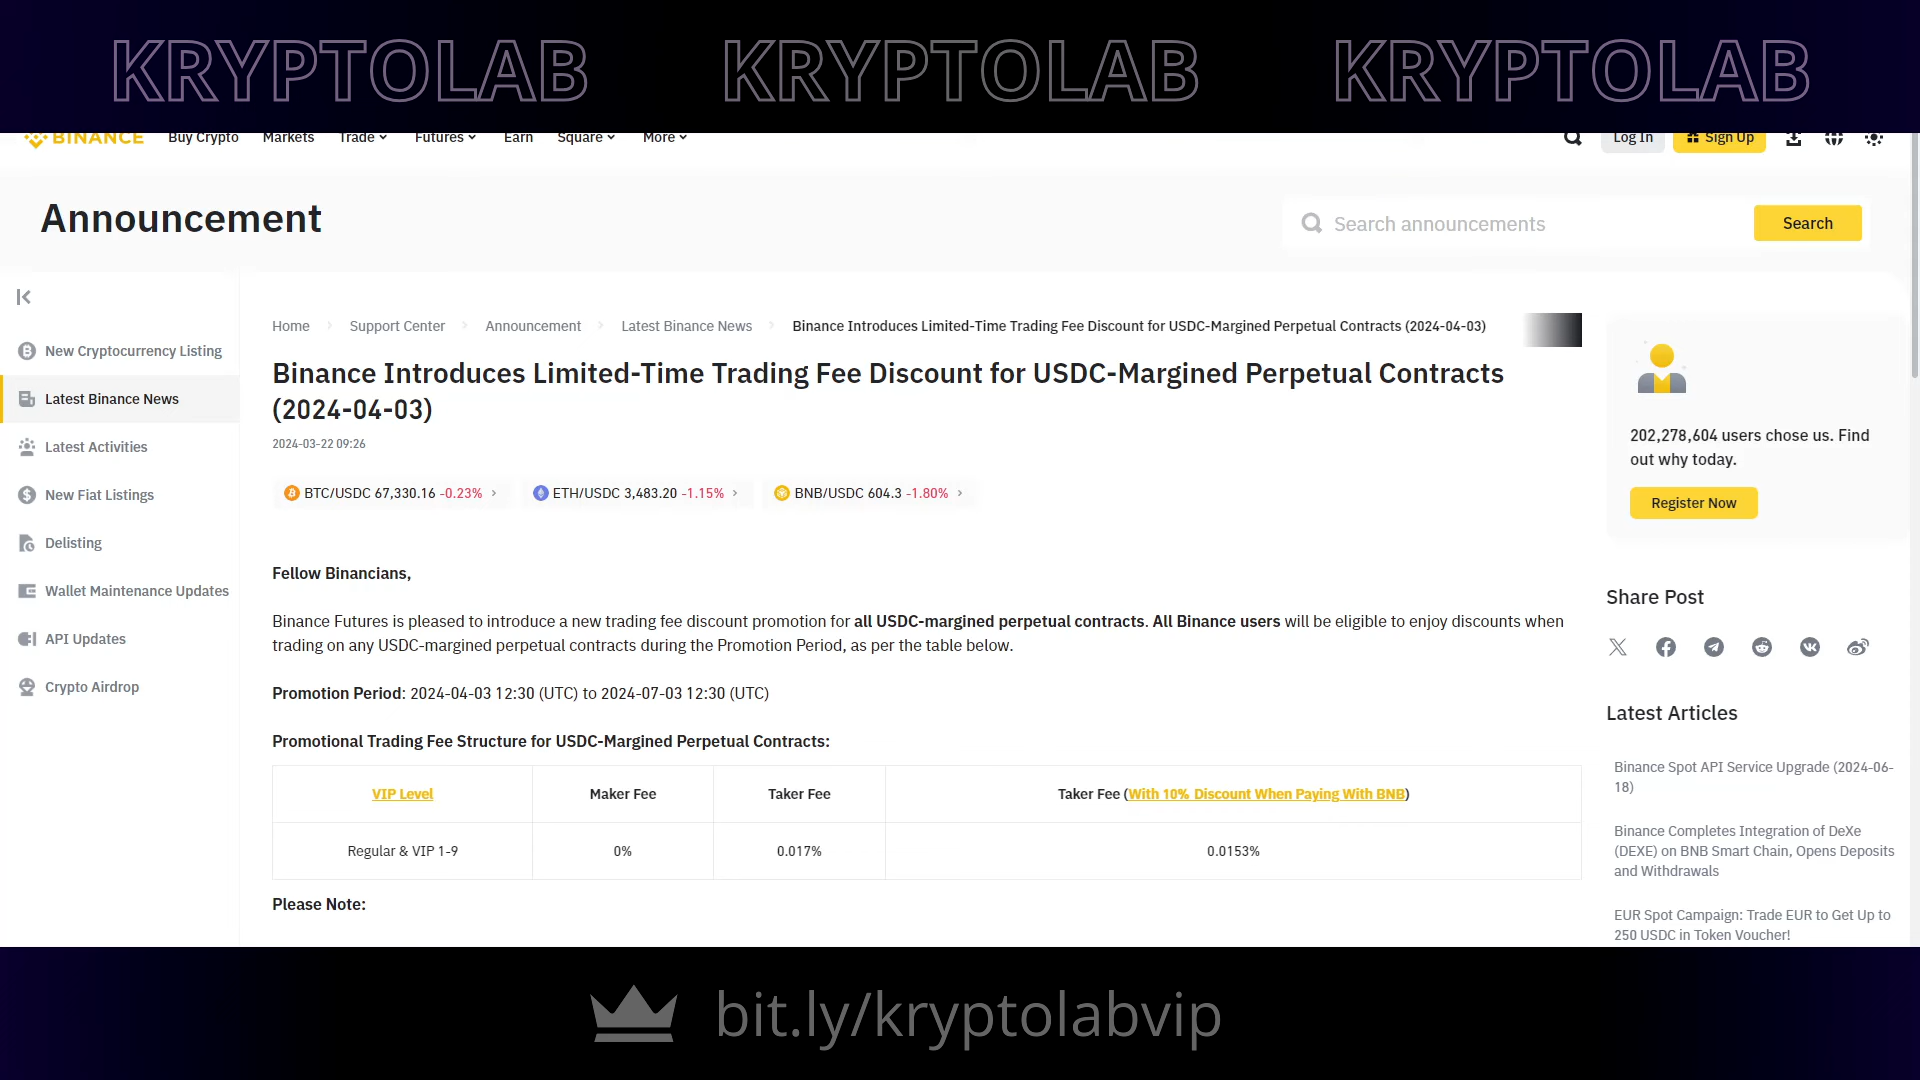 KRYPTOLAB KRYPTOLAB KRYPTOLAB
BINANCE Buy Crypto Markets Trade Futures Earn Square More Log In Sign Up
Announcement
Search announcements Search
New Cryptocurrency Listing
Latest Binance News
Latest Activities
New Fiat Listings
Delisting
Wallet Maintenance Updates
API Updates
Crypto Airdrop
Home Support Center Announcement Latest Binance News Binance Introduces Limited-Time Trading Fee Discount for USDC-Margined Perpetual Contracts (2024-04-03)
Binance Introduces Limited-Time Trading Fee Discount for USDC-Margined Perpetual Contracts
(2024-04-03)
2024-03-22 09:26
BTC/USDC 67,330.16 -0.23% ETH/USDC 3,483.20 -1.15% BNB/USDC 604.3 -1.80%
Fellow Binancians,
Binance Futures is pleased to introduce a new trading fee discount promotion for all USDC-margined perpetual contracts. All Binance users will be eligible to enjoy discounts when
trading on any USDC-margined perpetual contracts during the Promotion Period, as per the table below.
Promotion Period: 2024-04-03 12:30 (UTC) to 2024-07-03 12:30 (UTC)
Promotional Trading Fee Structure for USDC-Margined Perpetual Contracts:
VIP Level Maker Fee Taker Fee Taker Fee (With 10% Discount When Paying With BNB)
Regular & VIP 1-9 0% 0.017% 0.0153%
Please Note:
202,278,604 users chose us. Find
out why today.
Register Now
Share Post
Latest Articles
Binance Spot API Service Upgrade (2024-06-
18)
Binance Completes Integration of DeXe
(DEXE) on BNB Smart Chain, Opens Deposits
and Withdrawals
EUR Spot Campaign: Trade EUR to Get Up to
250 USDC in Token Voucher!
bit.ly/kryptolabvip